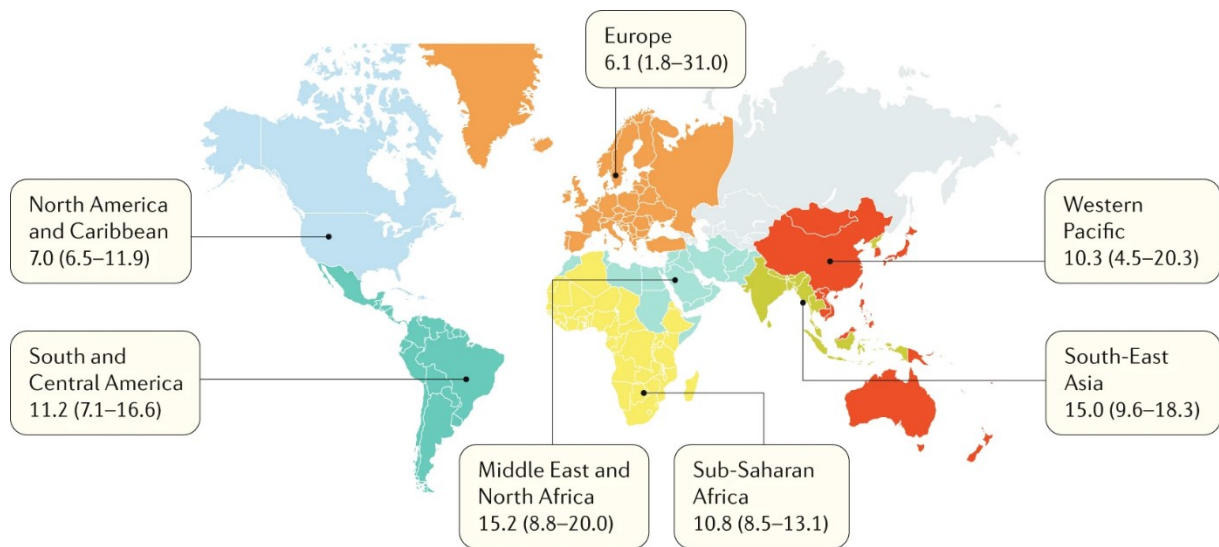 Europe
6.1 (1.8–31.0)
North America
and Caribbean
7.0 (6.5–11.9)
Western
Pacific
10.3 (4.5–20.3)
South and
Central America
11.2 (7.1–16.6)
South-East
Asia
15.0 (9.6–18.3)
Middle East and
North Africa
15.2 (8.8–20.0)
Sub-Saharan
Africa
10.8 (8.5–13.1)